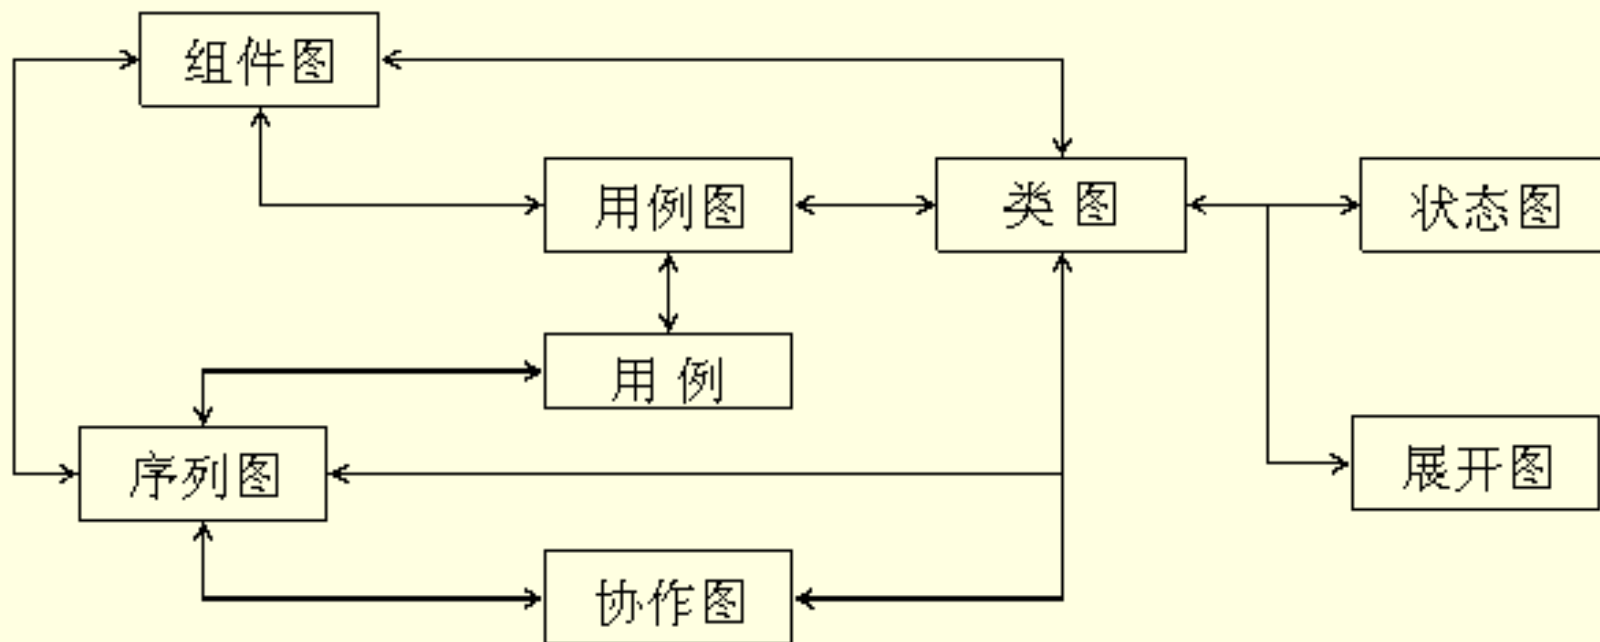 组件图
用例图
类 图
状态图
用 例
序列图
展开图
协作图